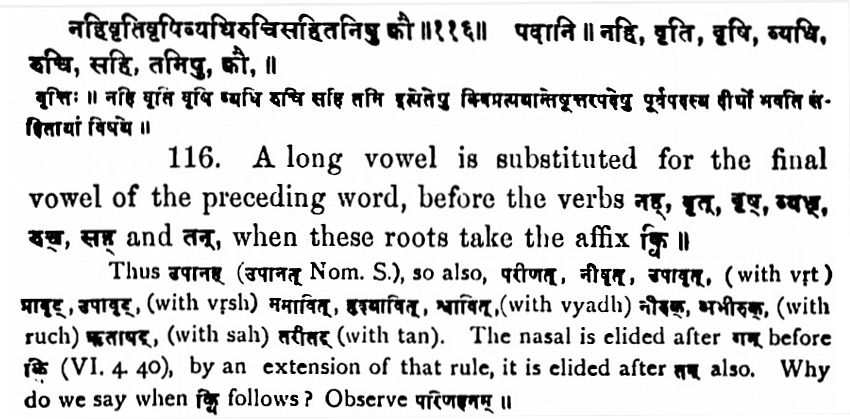 नहिवृतिवृषिव्यधिरुचिसहितनिषु क्वौ ॥११६॥ पदानि ॥ नहि, वृति, वृषि, व्यधि,
रुचि, सहि, तनिषु, क्वौ, ॥
वृत्तिः ॥ नहि वृति वृषि व्यधि रुचि सहि तनि इत्येतेषु क्विप्प्रत्ययान्तेषूत्तरपदेषु पूर्वपदस्य दीर्घो भवति सं-
हितायां विषये ॥
116. A long vowel is substituted for the final
vowel of the preceding word, before the verbs नह्, वृत्, वृष्, व्यध्,
रुच्, सह् and तन्, when these roots take the affix क्वि ॥
Thus उपानह् (उपानत् Nom. S.), so also, परीणत्, नीवृत्, उपावृत्, (with vṛt)
प्रावृट्, उपावृट्, (with vṛsh) मर्मावित्, हृदयावित्, श्वावित्, (with vyadh) नीरुक्, अभीरुक्, (with
ruch) ऋतीषट्, (with sah) तरीतत् (with tan). The nasal is elided after गम् before
क्वि (VI. 4. 40), by an extension of that rule, it is elided after तन् also. Why
do we say when क्वि follows? Observe परिणहनम् ॥